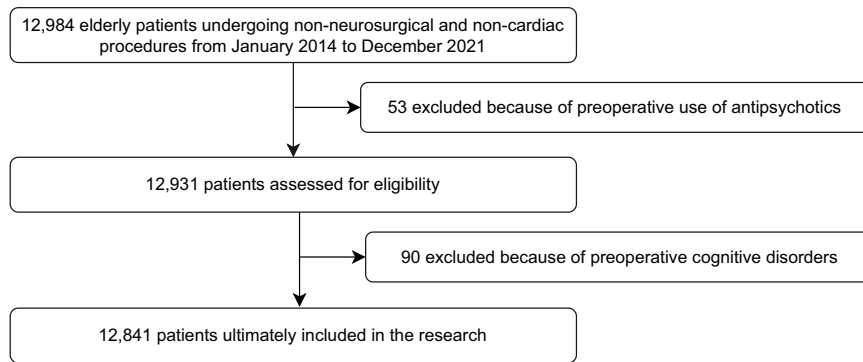 12,984 elderly patients undergoing non-neurosurgical and non-cardiac
procedures from January 2014 to December 2021
53 excluded because of preoperative use of antipsychotics
12,931 patients assessed for eligibility
90 excluded because of preoperative cognitive disorders
12,841 patients ultimately included in the research